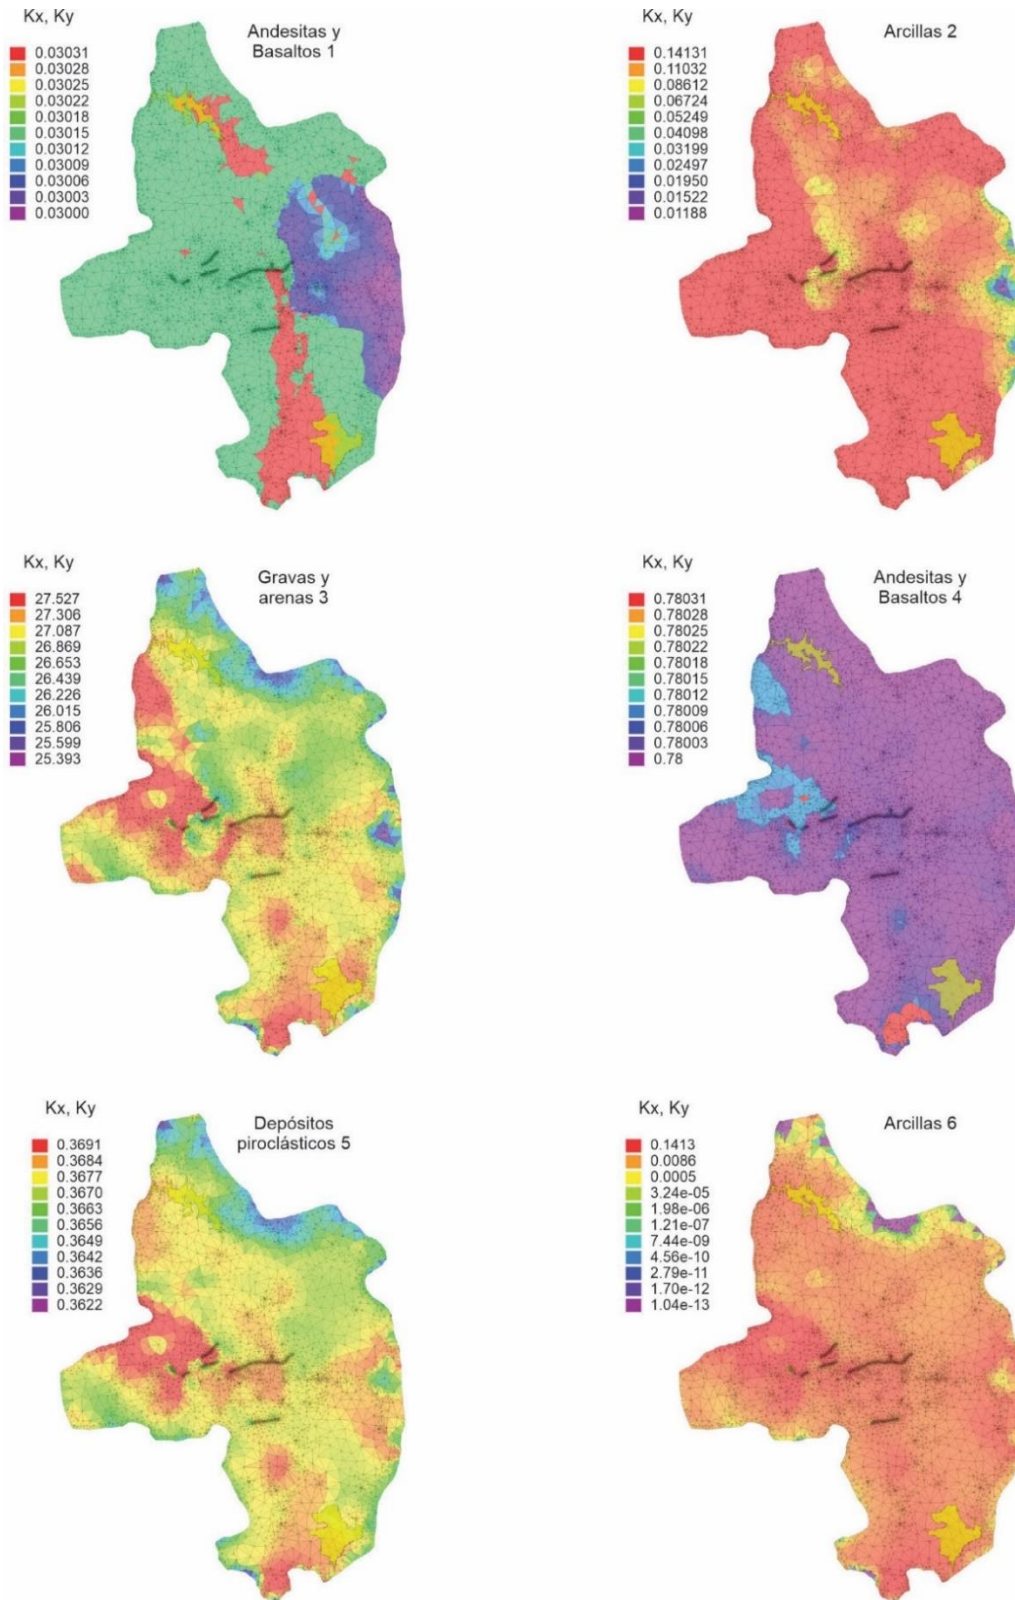 Kx, Ky
Andesitas y
Basaltos 1
0.03031
0.03028
0.03025
0.03022
0.03018
0.03015
0.03012
0.03009
0.03006
0.03003
0.03000
Kx, Ky
Arcillas 2
0.14131
0.11032
0.08612
0.06724
0.05249
0.04098
0.03199
0.02497
0.01950
0.01522
0.01188
Kx, Ky
Gravas y
arenas 3
27.527
27.306
27.087
26.869
26.653
26.439
26.226
26.015
25.806
25.599
25.393
Kx, Ky
Andesitas y
Basaltos 4
0.78031
0.78028
0.78025
0.78022
0.78018
0.78015
0.78012
0.78009
0.78006
0.78003
0.78
Kx, Ky
Depósitos
piroclásticos 5
0.3691
0.3684
0.3677
0.3670
0.3663
0.3656
0.3649
0.3642
0.3636
0.3629
0.3622
Kx, Ky
Arcillas 6
0.1413
0.0086
0.0005
3.24e-05
1.98e-06
1.21e-07
7.44e-09
4.56e-10
2.79e-11
1.70e-12
1.04e-13